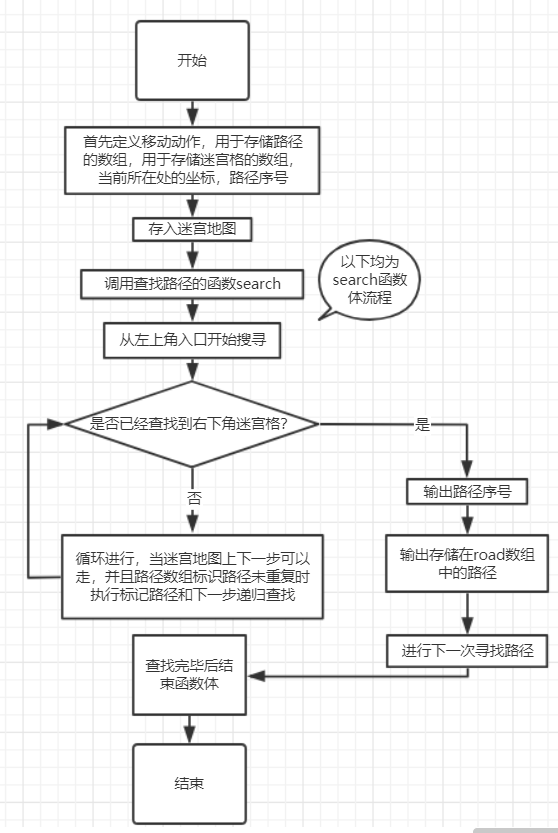 开始
首先定义移动动作，用于存储路径
的数组，用于存储迷宫格的数组，
当前所在处的坐标，路径序号
存入迷宫地图
调用查找路径的函数search
以下均为
search函数
体流程
从左上角入口开始搜寻
是否已经查找到右下角迷宫格？
是
否
输出路径序号
循环进行，当迷宫地图上下一步可以
走，并且路径数组标识路径未重复时
执行标记路径和下一步递归查找
输出存储在road数组
中的路径
进行下一次寻找路径
查找完毕后结
束函数体
结束